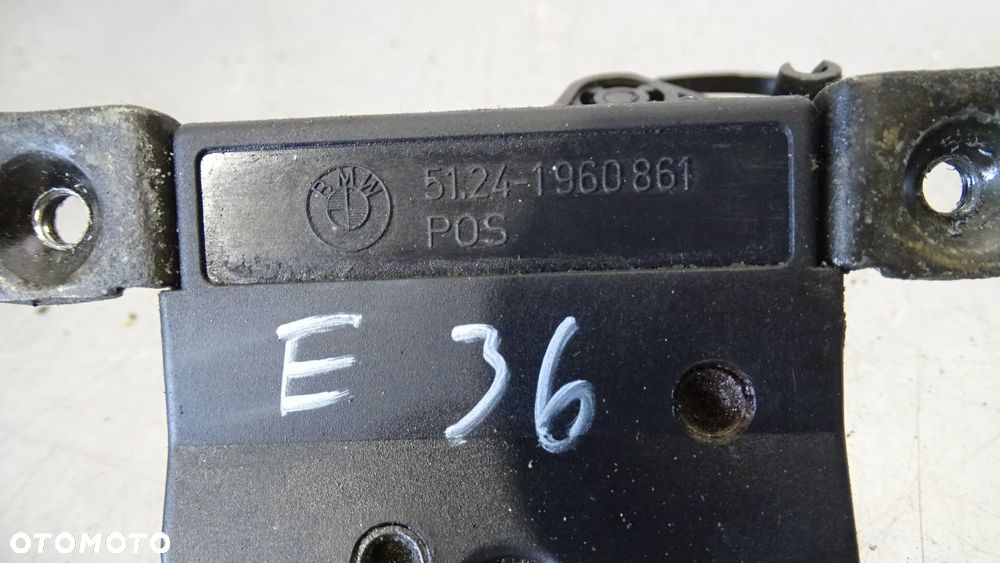 BMW
51.24-1960 861
POS
E 36
OTOMOTO